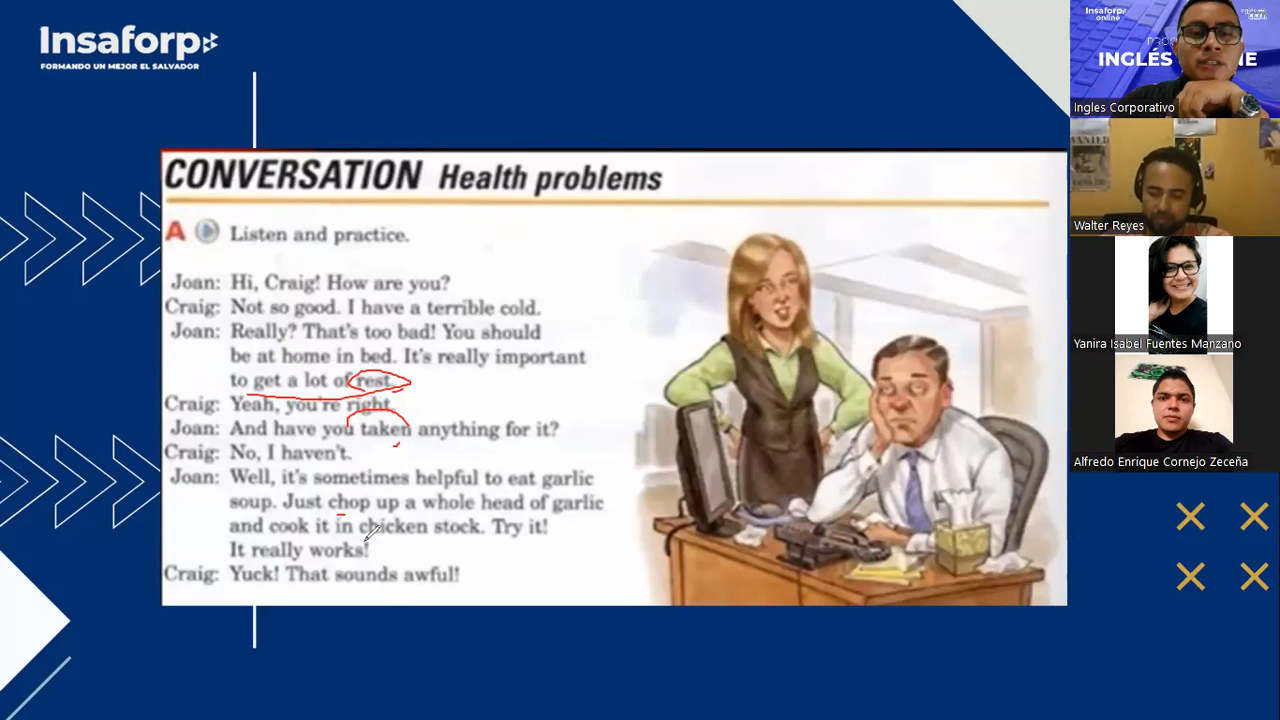 Insaforp
FORMANDO UN MEJOR EL SALVADOR
CONVERSATION Health problems
A Listen and practice.
Joan: Hi, Craig! How are you?
Craig: Not so good. I have a terrible cold.
Joan: Really? That's too bad! You should
be at home in bed. It's really important
to get a lot of rest.
Craig: Yeah, you're right.
Joan: And have you taken anything for it?
Craig: No, I haven't.
Joan: Well, it's sometimes helpful to eat garlic
soup. Just chop up a whole head of garlic
and cook it in chicken stock. Try it!
It really works!
Craig: Yuck! That sounds awful!
Insaforp
online
INGLÉS
Ingles Corporativo
WANTED
Walter Reyes
Yanira Isabel Fuentes Manzano
Alfredo Enrique Cornejo Zeceña